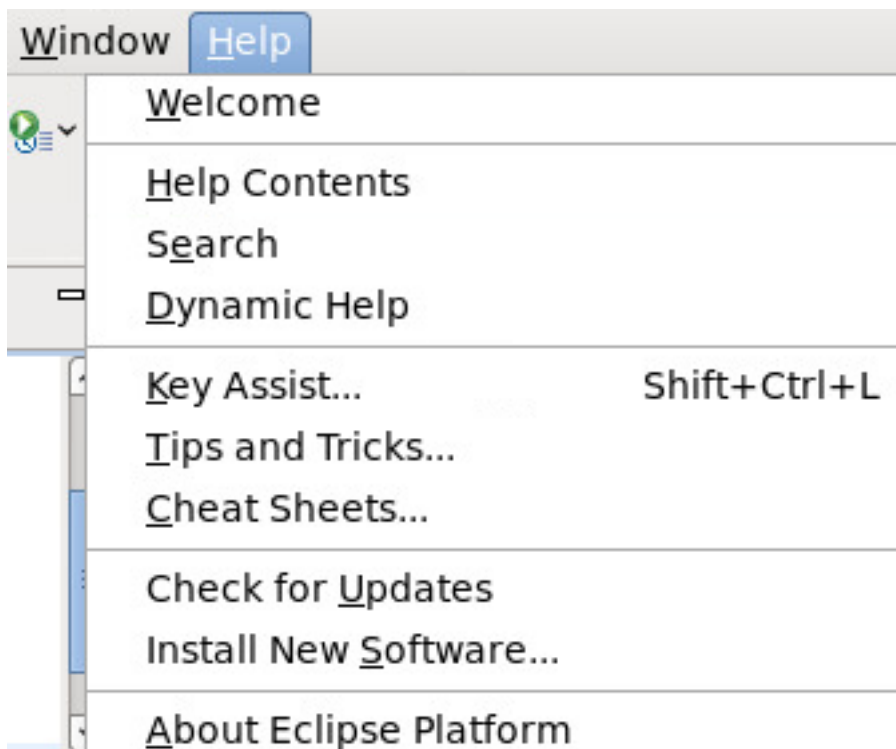 Window Help
Welcome
Help Contents
Search
Dynamic Help
Key Assist... Shift+Ctrl+L
Tips and Tricks...
Cheat Sheets...
Check for Updates
Install New Software...
About Eclipse Platform